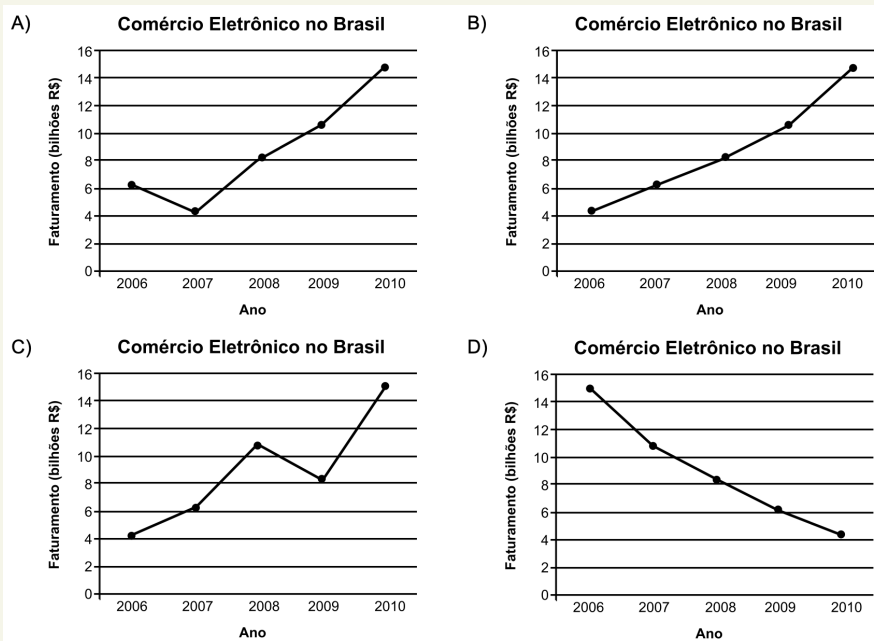 A)
Comércio Eletrônico no Brasil
Faturamento (bilhões R$)
16
14
12
10
8
6
4
2
0
2006 2007 2008 2009 2010
Ano
B)
Comércio Eletrônico no Brasil
Faturamento (bilhões R$)
16
14
12
10
8
6
4
2
0
2006 2007 2008 2009 2010
Ano
C)
Comércio Eletrônico no Brasil
Faturamento (bilhões R$)
16
14
12
10
8
6
4
2
0
2006 2007 2008 2009 2010
Ano
D)
Comércio Eletrônico no Brasil
Faturamento (bilhões R$)
16
14
12
10
8
6
4
2
0
2006 2007 2008 2009 2010
Ano